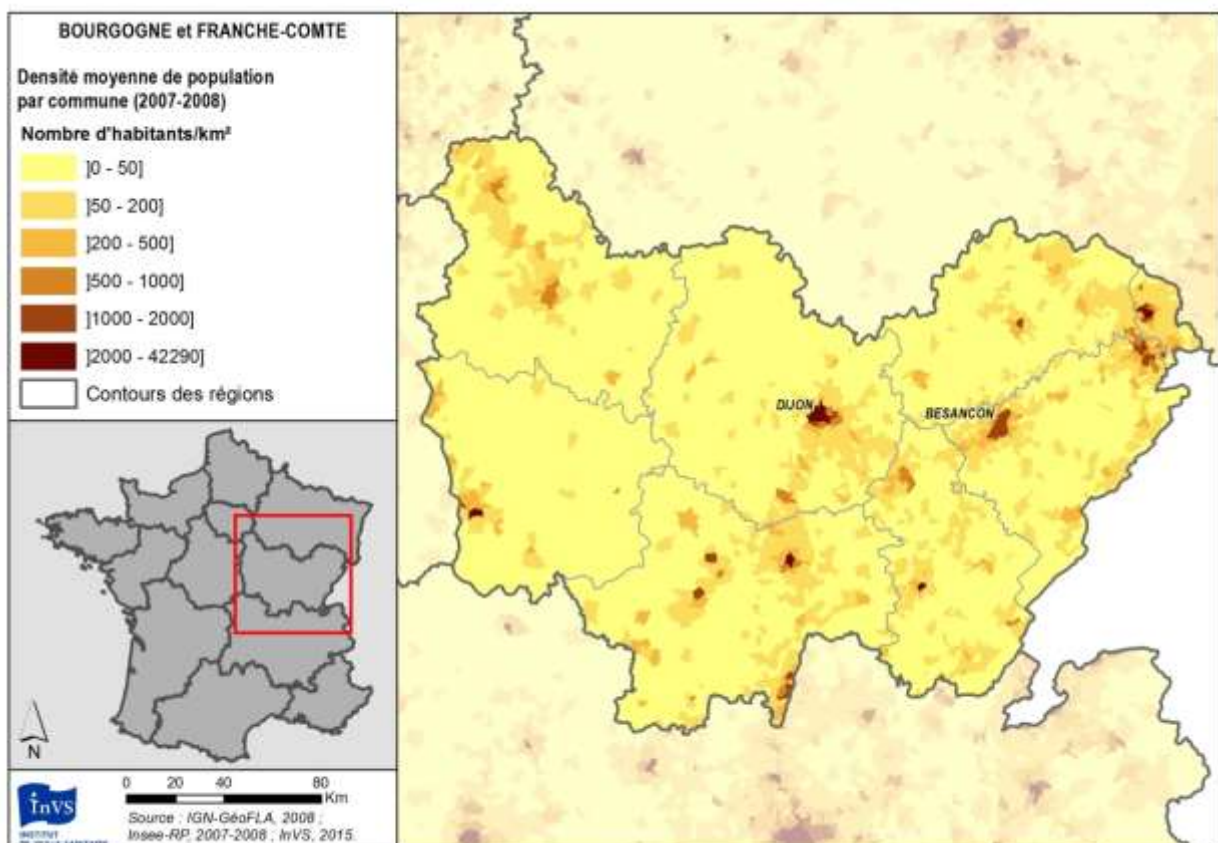 BOURGOGNE et FRANCHE-COMTE
Densité moyenne de population
par commune (2007-2008)
Nombre d'habitants/km²
]0 - 50]
]50 - 200]
]200 - 500]
]500 - 1000]
]1000 - 2000]
]2000 - 42290]
Contours des régions
DIJON
BESANCON
N
0 20 40 80
Km
Source : IGN-GéoFLA, 2008 ;
Insee-RP, 2007-2008 ; InVS, 2015.
InVS
INSTITUT